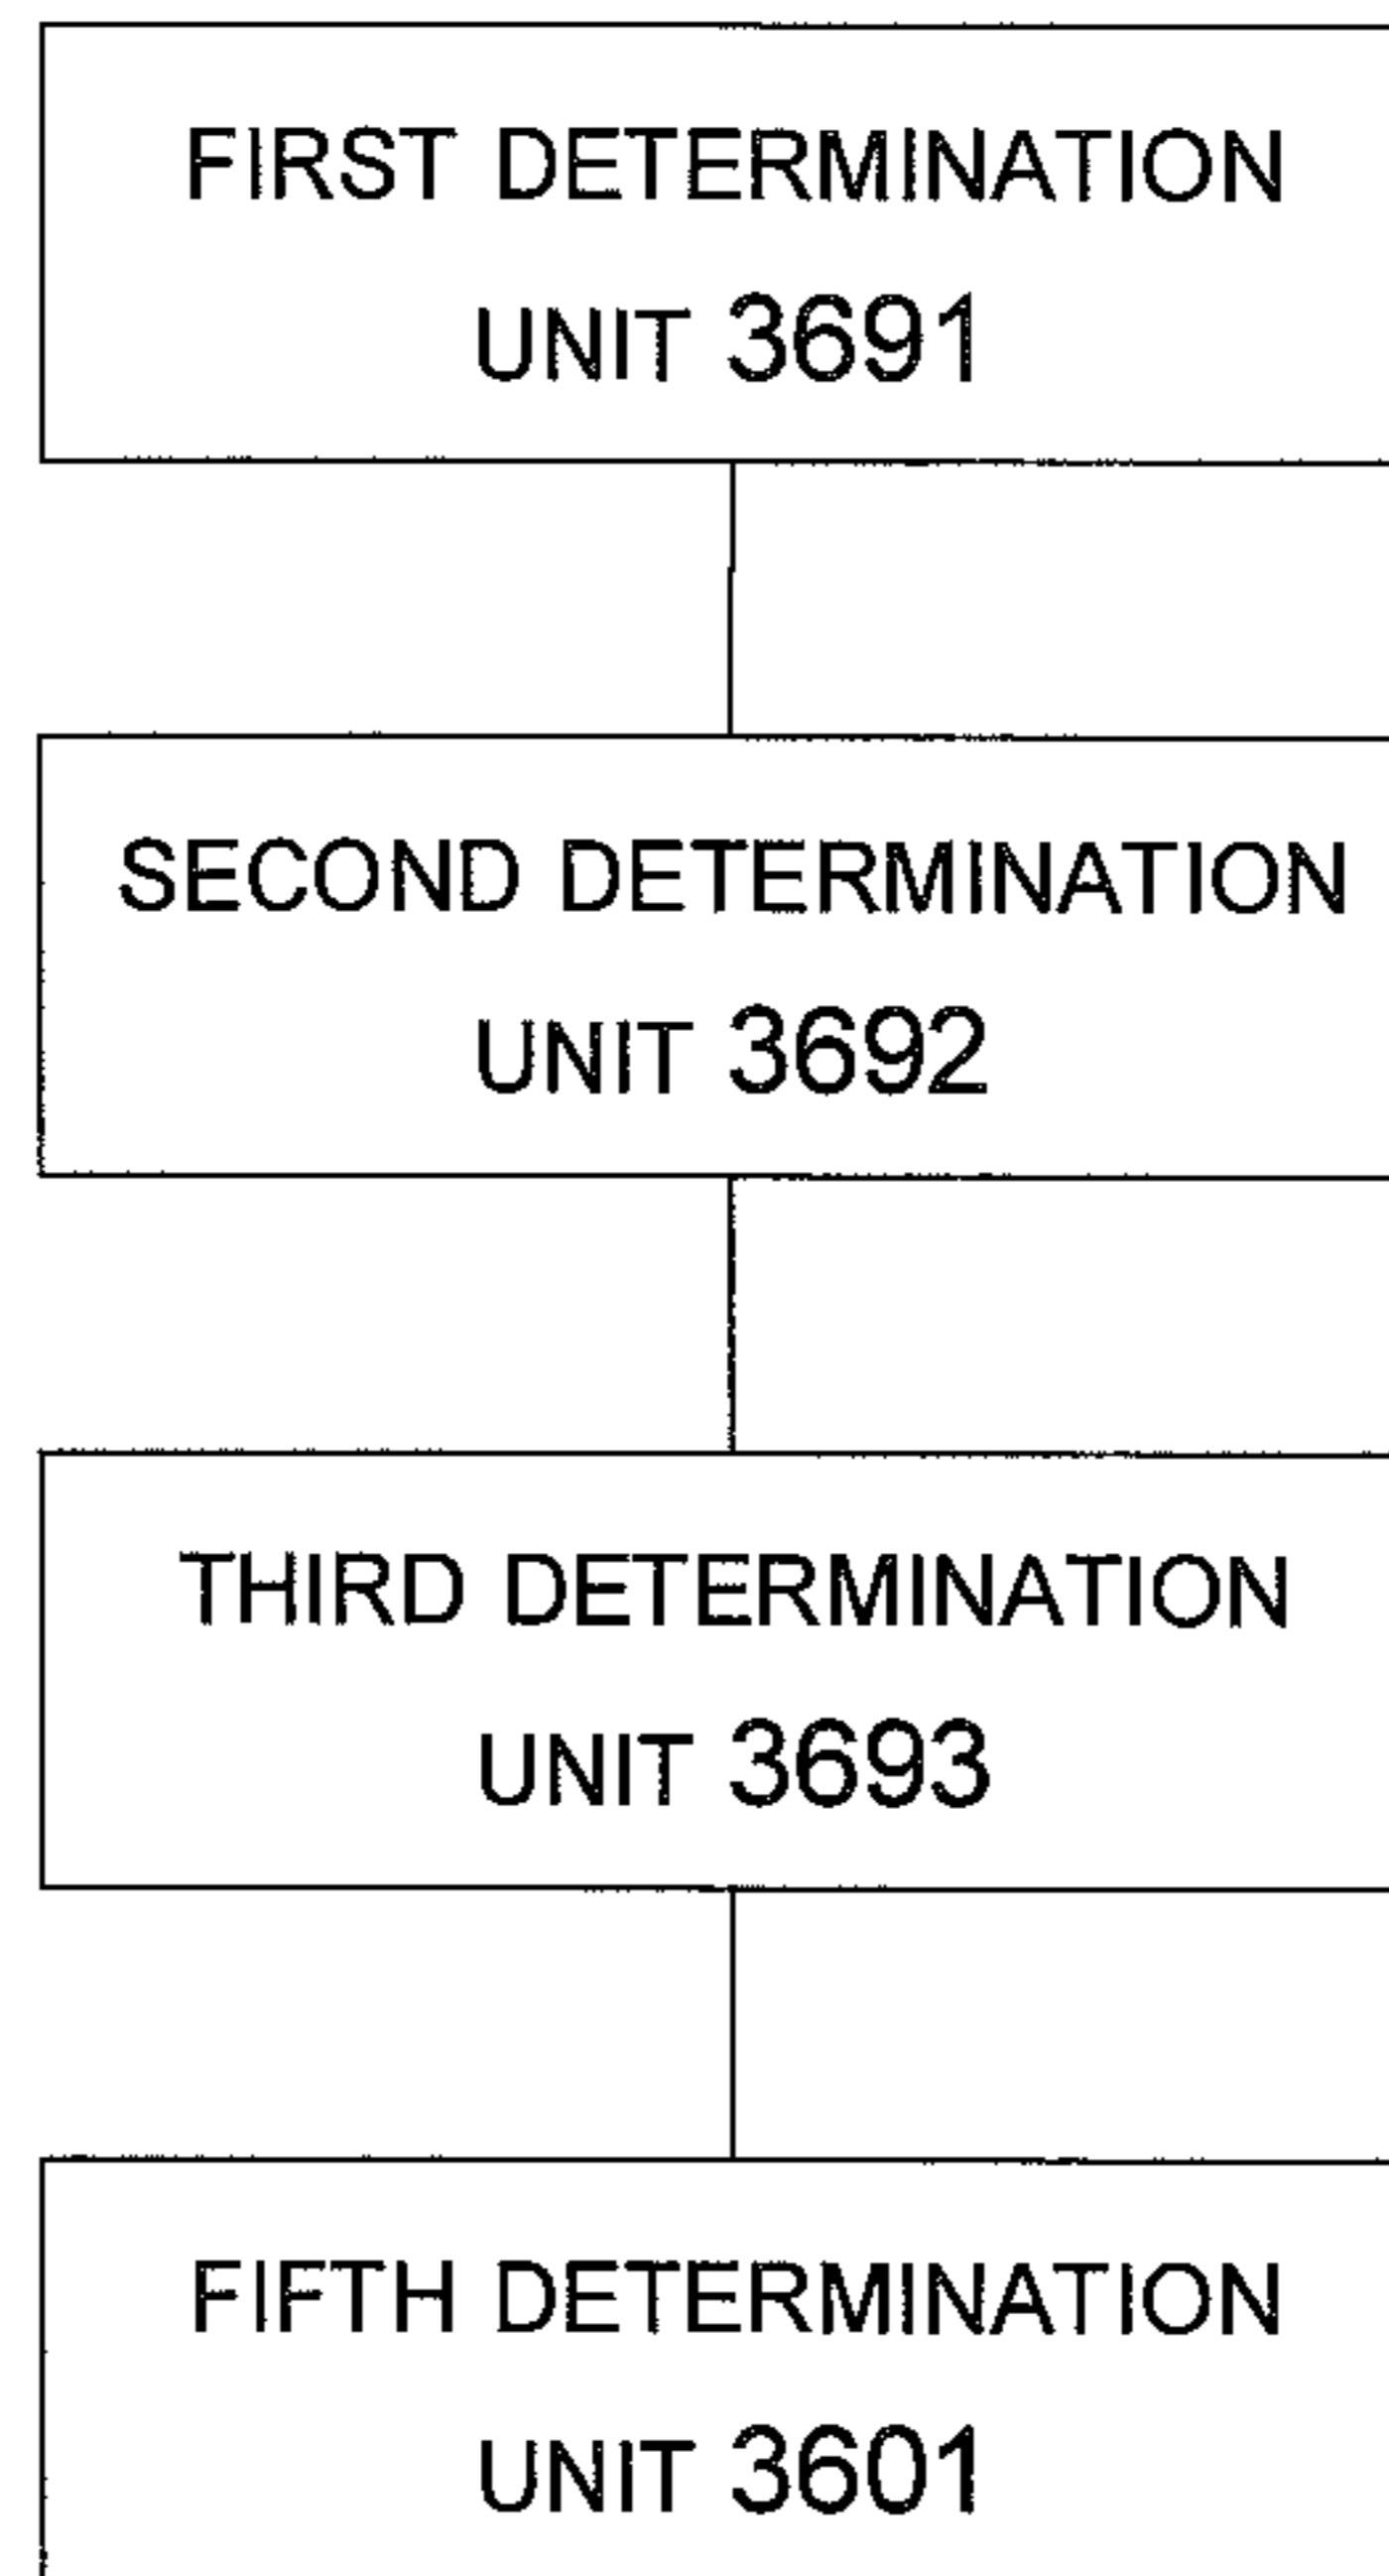 FIRST DETERMINATION
UNIT 3691
SECOND DETERMINATION
UNIT 3692
THIRD DETERMINATION
UNIT 3693
FIFTH DETERMINATION
UNIT 3601